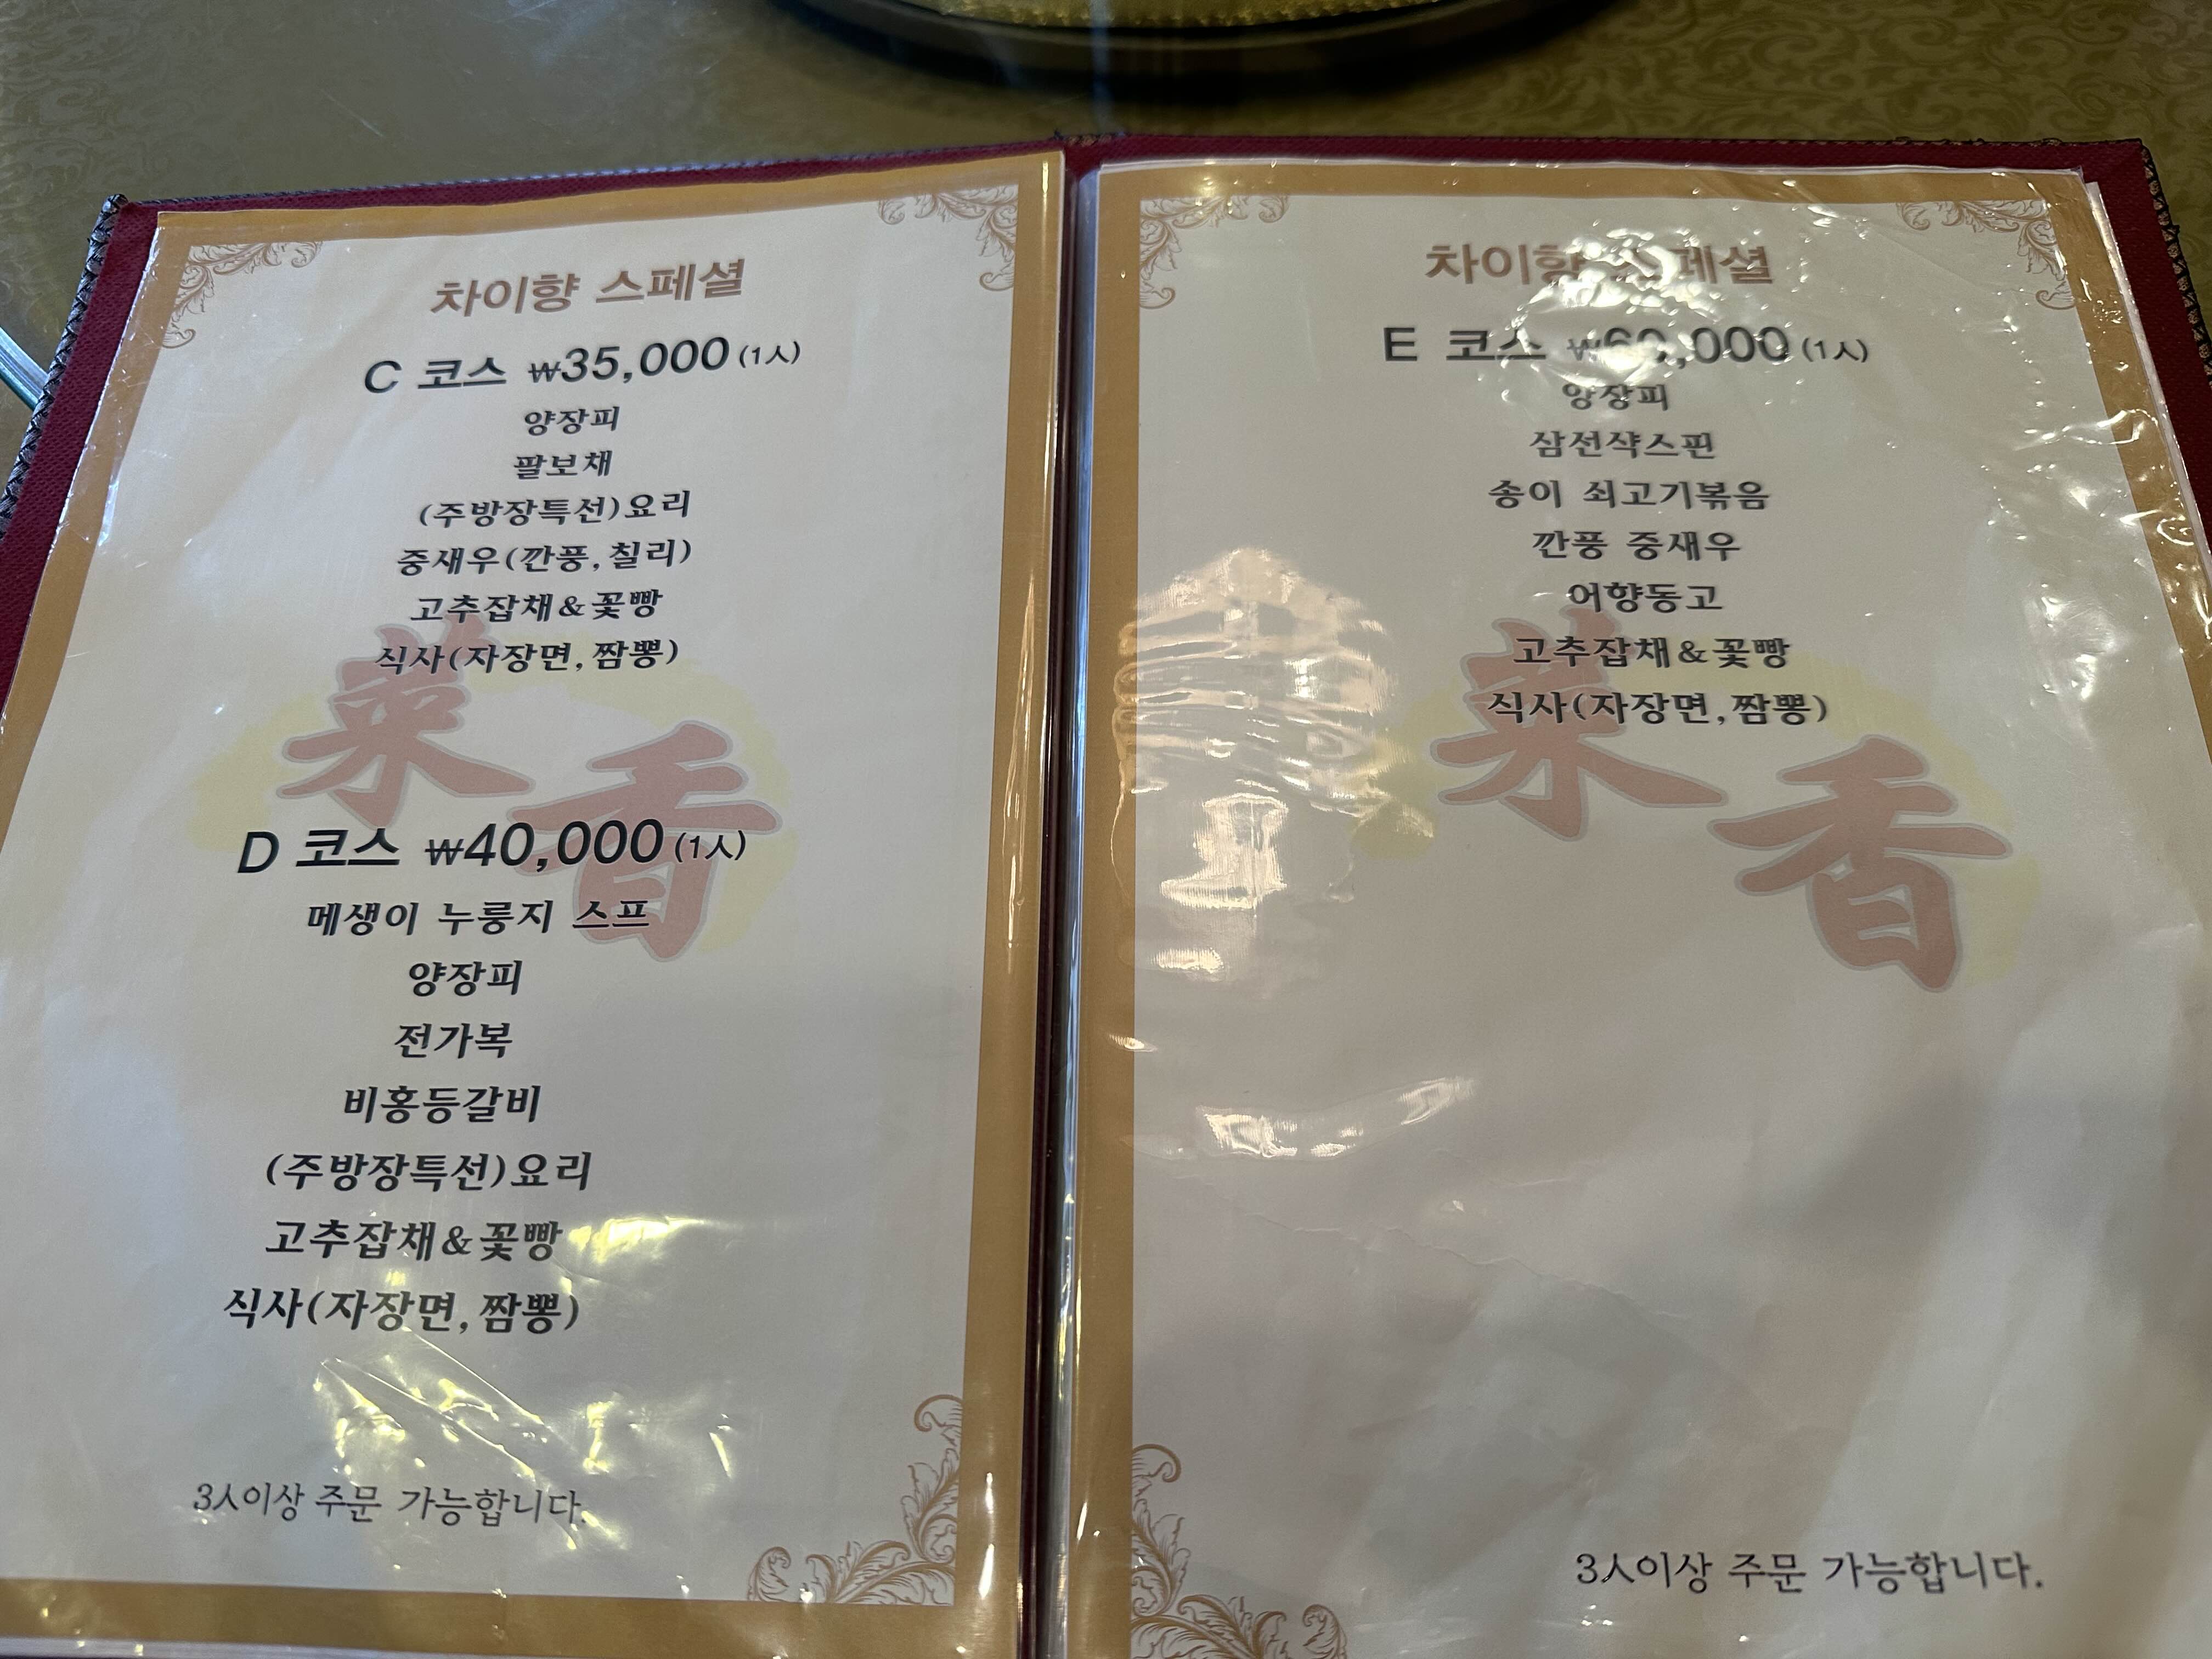 차이향 스페셜
C 코스 ₩35,000 (1人)
양장피
팔보채
(주방장특선)요리
중새우(깐풍,칠리)
고추잡채&꽃빵
식사(자장면,짬뽕)
菜香
D 코스 ₩40,000 (1人)
메생이 누룽지 스프
양장피
전가복
비홍등갈비
(주방장특선)요리
고추잡채&꽃빵
식사(자장면,짬뽕)
3人이상 주문 가능합니다.
차이향 스페셜
E 코스 ₩60,000 (1人)
양장피
삼선샥스핀
송이 쇠고기볶음
깐풍 중새우
어향동고
고추잡채&꽃빵
식사(자장면,짬뽕)
菜香
3人이상 주문 가능합니다.